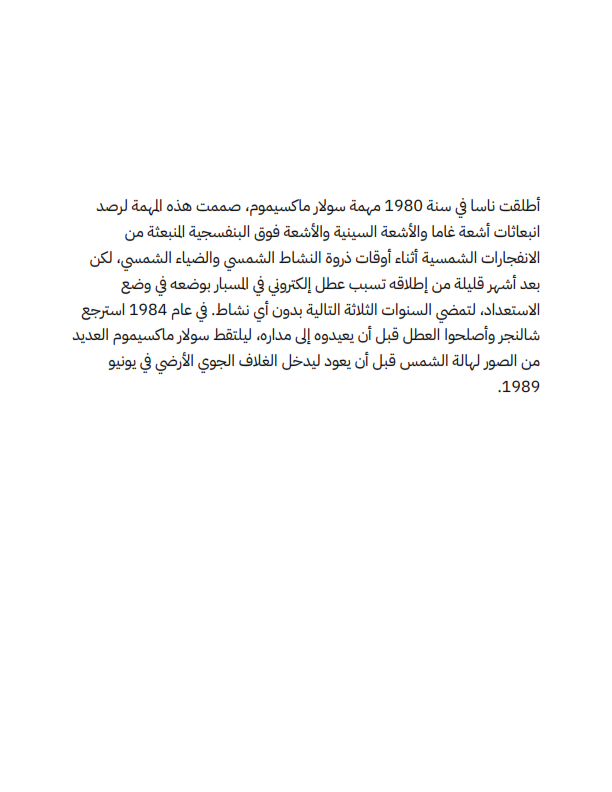 أطلقت ناسا في سنة 1980 مهمة سولار ماكسيموم، صممت هذه المهمة لرصد
انبعاثات أشعة غاما والأشعة السينية والأشعة فوق البنفسجية المنبعثة من
الانفجارات الشمسية أثناء أوقات ذروة النشاط الشمسي والضياء الشمسي، لكن
بعد أشهر قليلة من إطلاقه تسبب عطل إلكتروني في المسبار بوضعه في وضع
الاستعداد، لتمضي السنوات الثلاثة التالية بدون أي نشاط. في عام 1984 استرجع
شالنجر وأصلحوا العطل قبل أن يعيدوه إلى مداره، ليلتقط سولار ماكسيموم العديد
من الصور لهالة الشمس قبل أن يعود ليدخل الغلاف الجوي الأرضي في يونيو
1989.